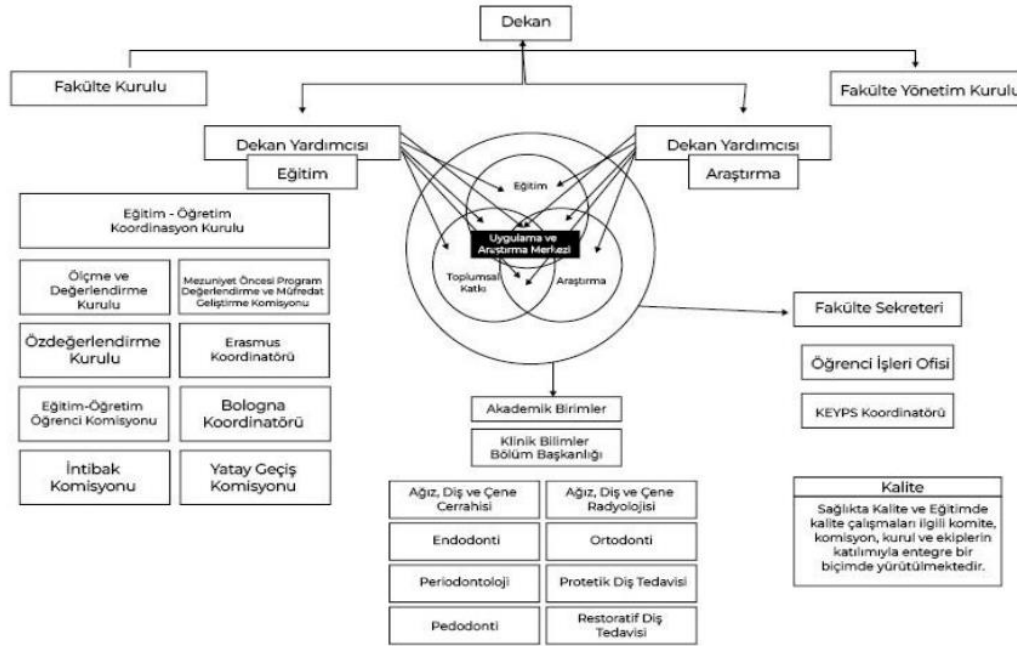 Dekan
Fakülte Kurulu
Fakülte Yönetim Kurulu
Dekan Yardımcısı
Eğitim
Dekan Yardımcısı
Araştırma
Eğitim
Uygulama ve
Araştırma Merkezi
Toplumsal
Katkı
Araştırma
Eğitim - Öğretim
Koordinasyon Kurulu
Ölçme ve
Değerlendirme
Kurulu
Mezuniyet Öncesi Program
Değerlendirme ve Müfredat
Geliştirme Komisyonu
Özdeğerlendirme
Kurulu
Erasmus
Koordinatörü
Eğitim-Öğretim
Öğrenci Komisyonu
Bologna
Koordinatörü
İntibak
Komisyonu
Yatay Geçiş
Komisyonu
Fakülte Sekreteri
Öğrenci İşleri Ofisi
KEYPS Koordinatörü
Akademik Birimler
Klinik Bilimler
Bölüm Başkanlığı
Ağız, Diş ve Çene
Cerrahisi
Ağız, Diş ve Çene
Radyolojisi
Endodonti
Ortodonti
Periodontoloji
Protetik Diş Tedavisi
Pedodonti
Restoratif Diş
Tedavisi
Kalite
Sağlıkta Kalite ve Eğitimde
kalite çalışmaları ilgili komite,
komisyon, kurul ve ekiplerin
katılımıyla entegre bir
biçimde yürütülmektedir.